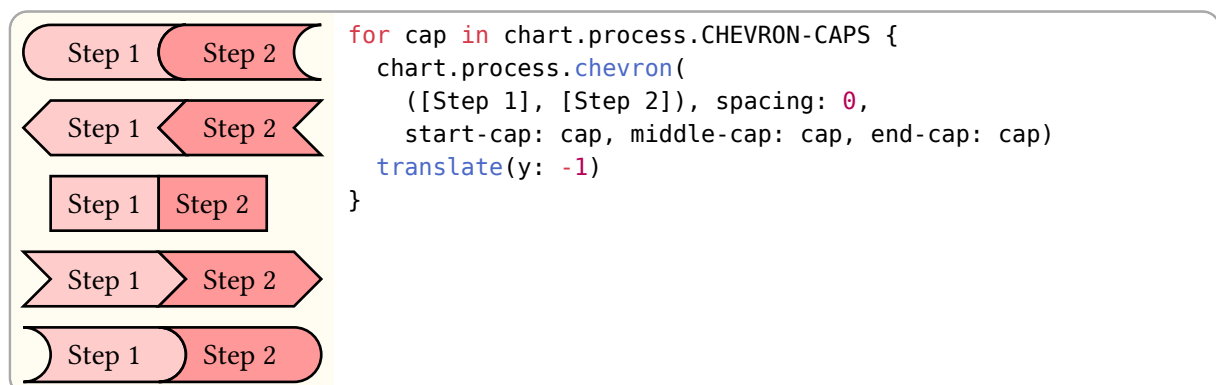 Step 1 Step 2
Step 1 Step 2
Step 1 Step 2
Step 1 Step 2
Step 1 Step 2
for cap in chart.process.CHEVRON-CAPS {
  chart.process.chevron(
    ([Step 1], [Step 2]), spacing: 0,
    start-cap: cap, middle-cap: cap, end-cap: cap)
  translate(y: -1)
}